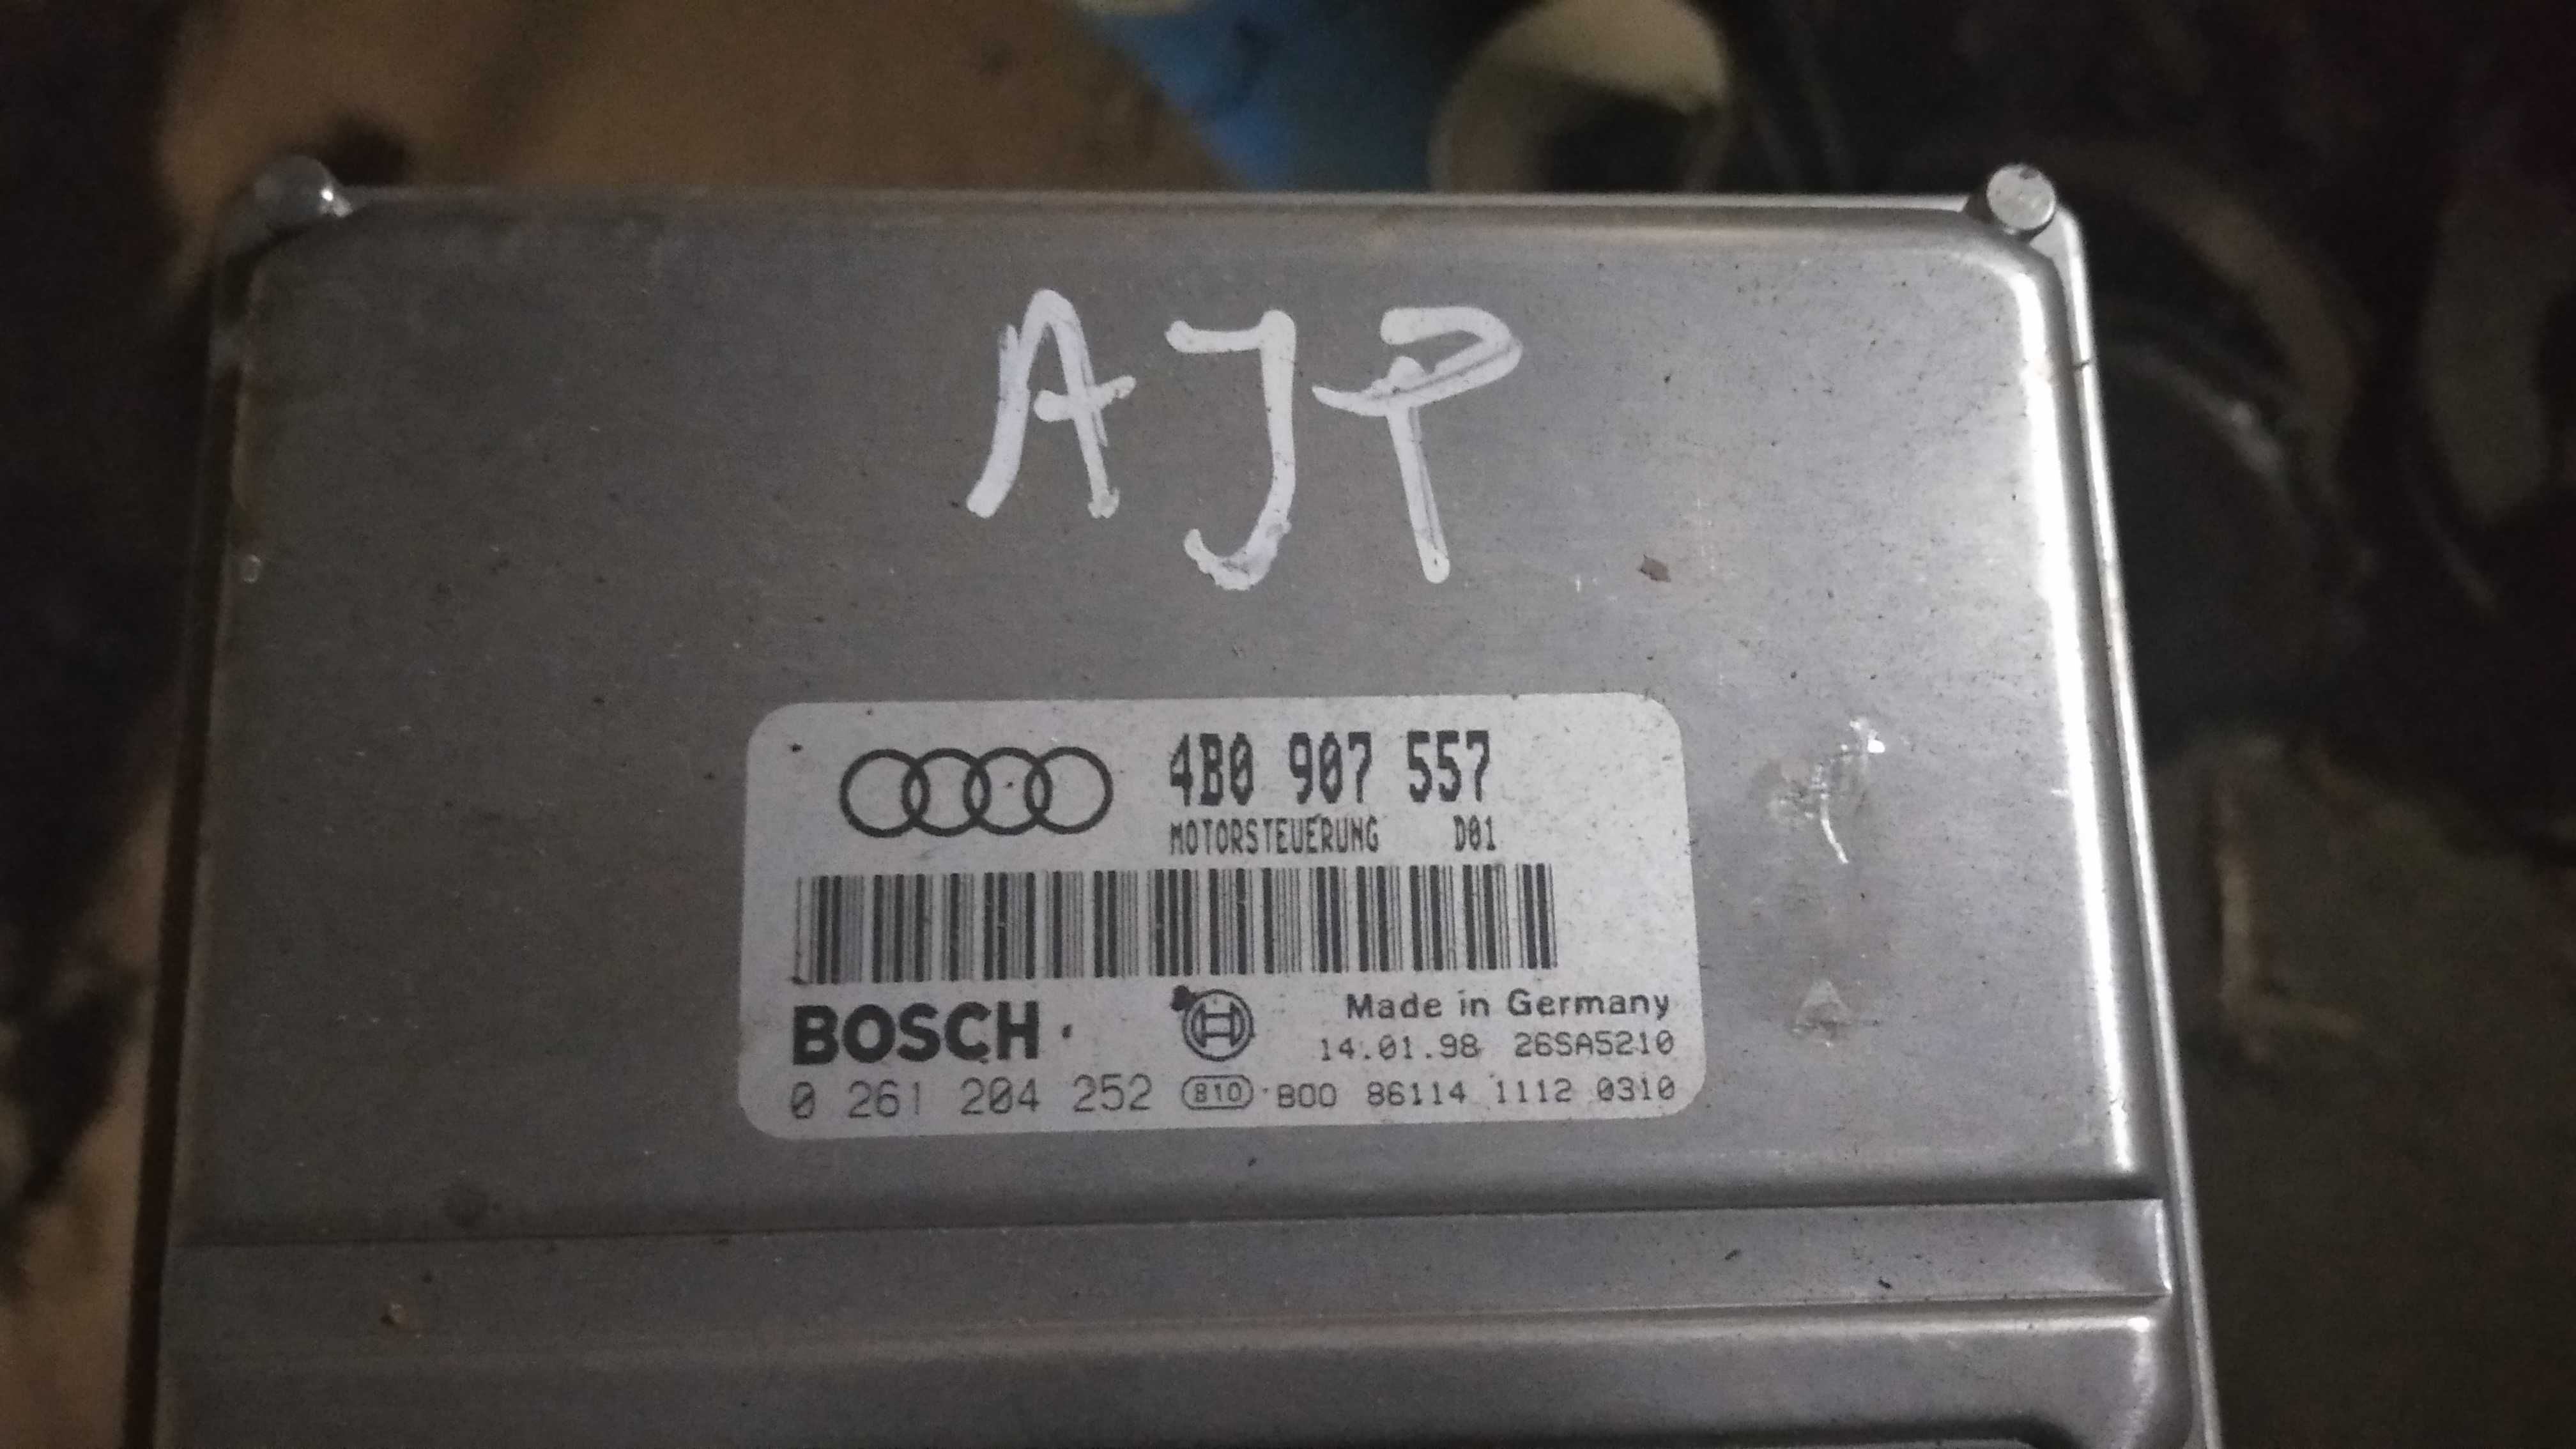 AJP
4B0 907 557
MOTORSTEUERUNG D01
BOSCH
Made in Germany
14.01.98 26SA5210
0 261 204 252 B10 B00 86114 1112 0310